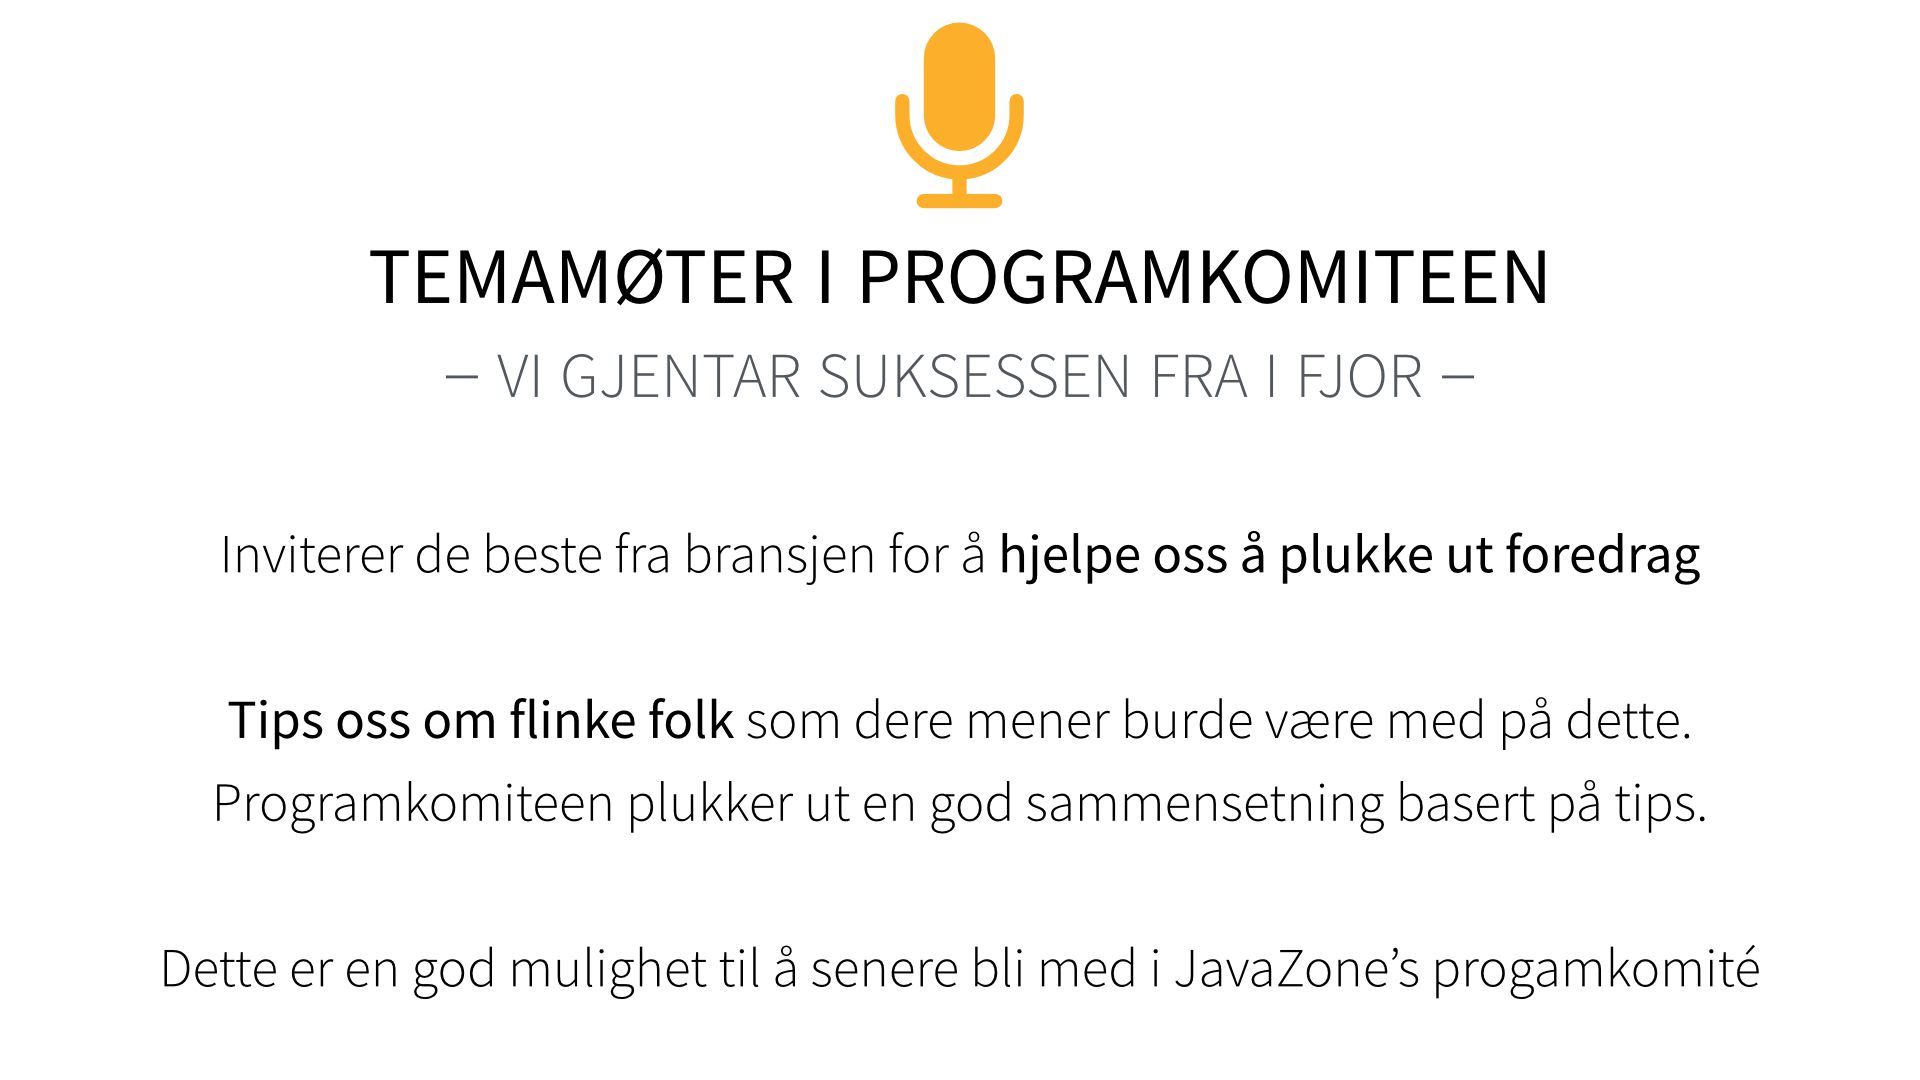 TEMAMØTER I PROGRAMKOMITEEN
– VI GJENTAR SUKSESSEN FRA I FJOR –
Inviterer de beste fra bransjen for å hjelpe oss å plukke ut foredrag
Tips oss om flinke folk som dere mener burde være med på dette.
Programkomiteen plukker ut en god sammensetning basert på tips.
Dette er en god mulighet til å senere bli med i JavaZone’s progamkomité